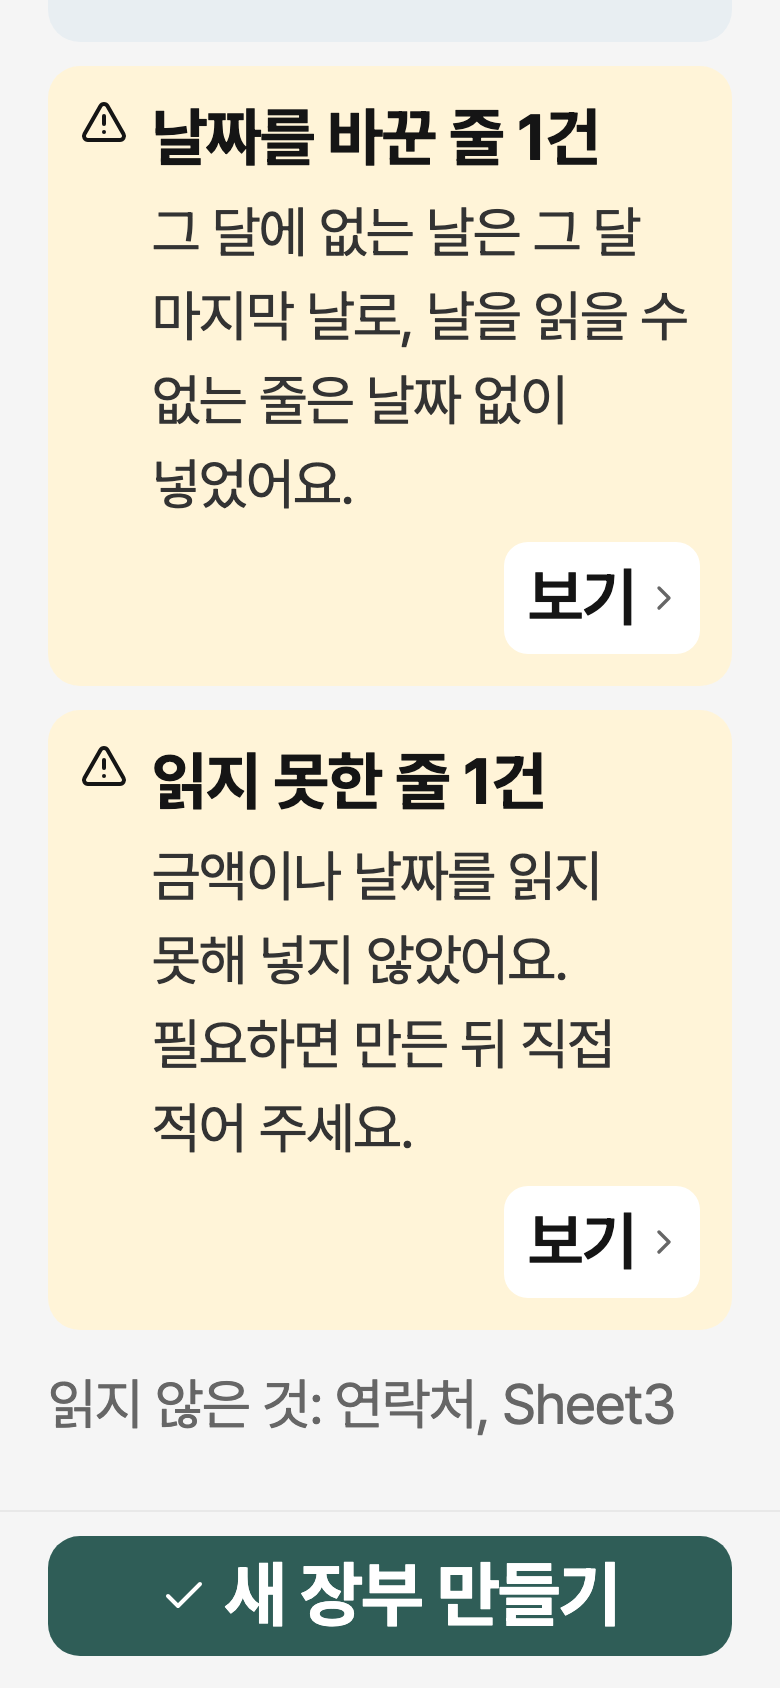 날짜를 바꾼 줄 1건
그 달에 없는 날은 그 달
마지막 날로, 날을 읽을 수
없는 줄은 날짜 없이
넣었어요.
보기
읽지 못한 줄 1건
금액이나 날짜를 읽지
못해 넣지 않았어요.
필요하면 만든 뒤 직접
적어 주세요.
보기
읽지 않은 것: 연락처, Sheet3
새 장부 만들기